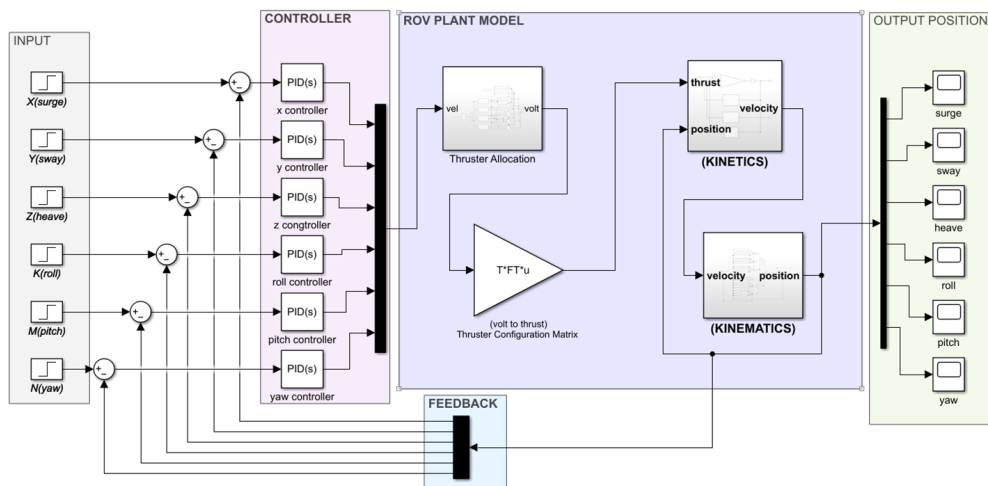 CONTROLLER
ROV PLANT MODEL
OUTPUT POSITION
INPUT
X(surge)
PID(s)
x controller
Y(sway)
PID(s)
y controller
Z(heave)
PID(s)
z congtroller
K(roll)
PID(s)
roll controller
M(pitch)
PID(s)
pitch controller
N(yaw)
PID(s)
yaw controller
vel
volt
Thruster Allocation
T*FT*u
(volt to thrust)
Thruster Configuration Matrix
thrust
velocity
position
(KINETICS)
velocity
position
(KINEMATICS)
surge
sway
heave
roll
pitch
yaw
FEEDBACK